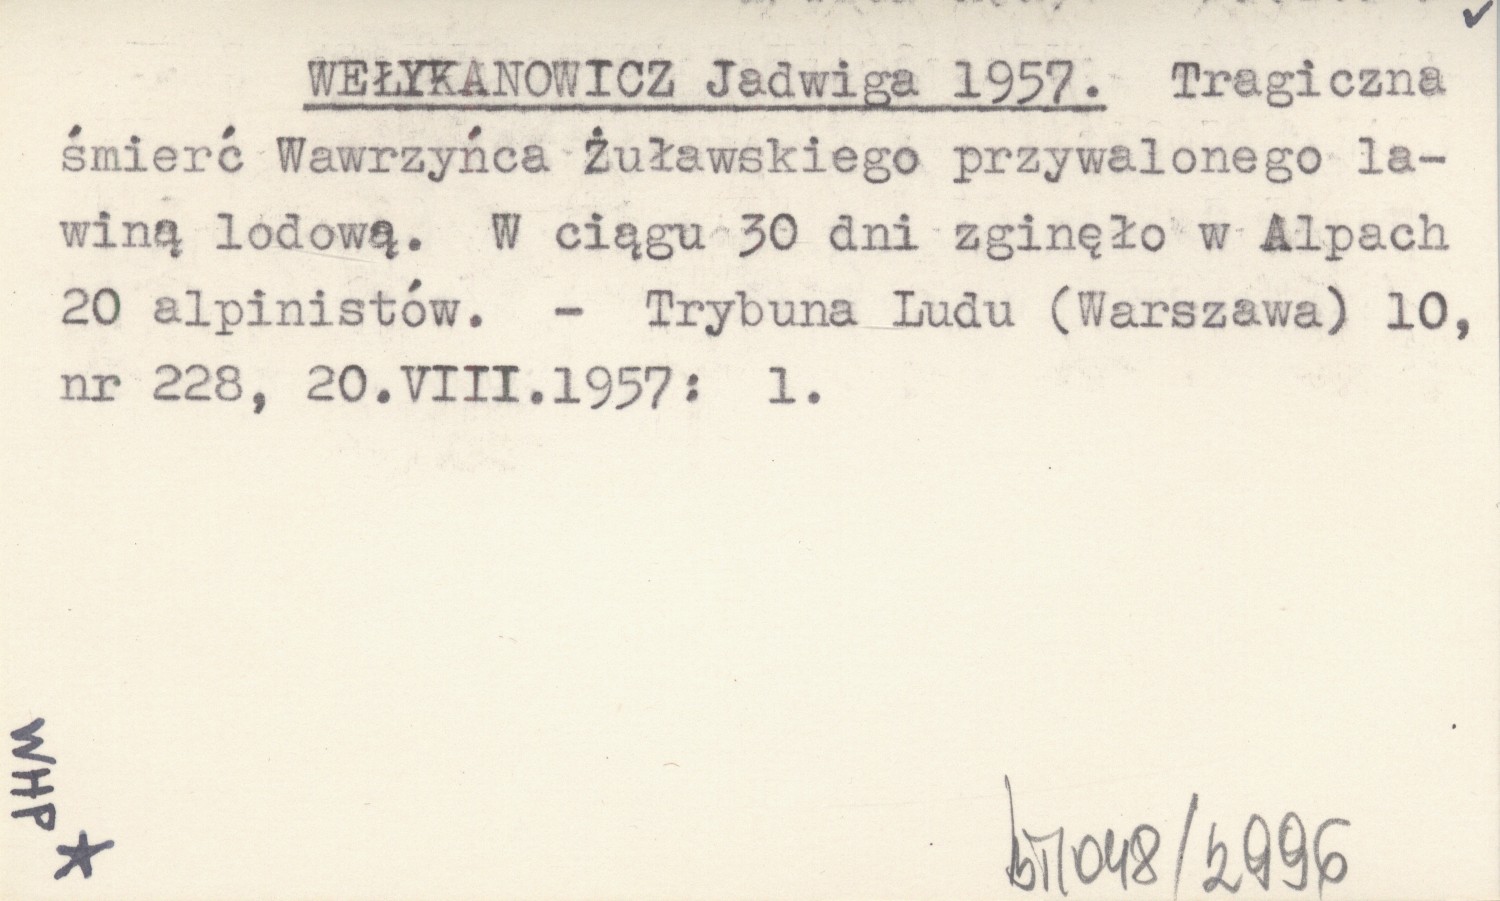 WEŁYKANOWICZ Jadwiga 1957. Tragiczna
śmierć Wawrzyńca Żuławskiego przywalonego la-
winą lodową. W ciągu 30 dni zginęło w Alpach
20 alpinistów. - Trybuna Ludu (Warszawa) 10,
nr 228, 20.VIII.1957: 1.
WHP